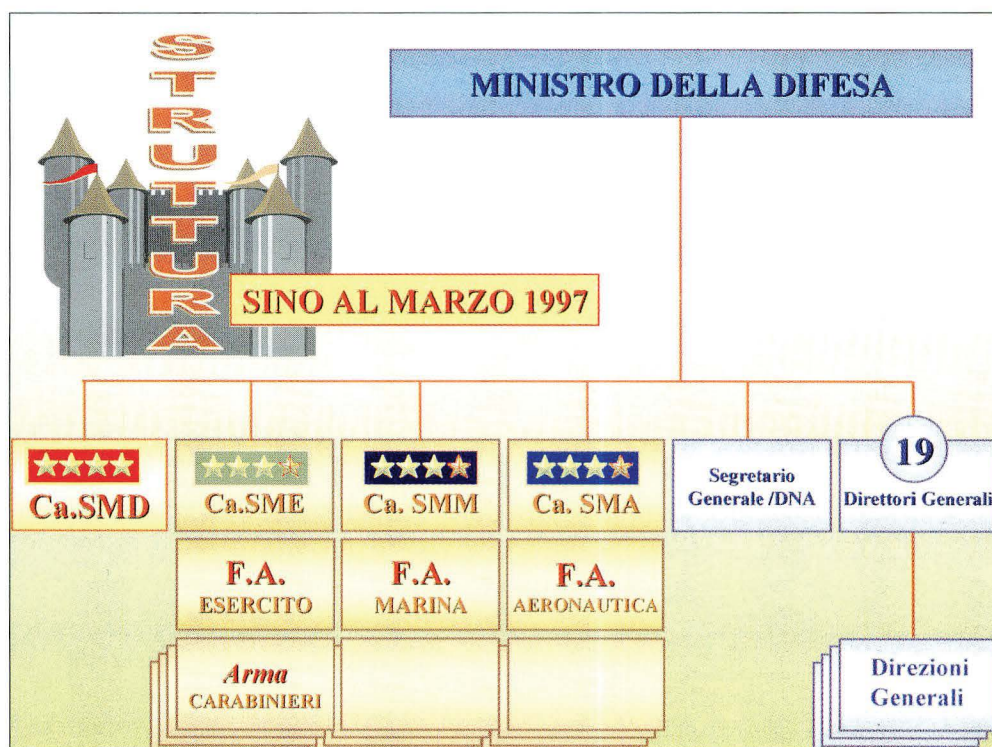 STRUTTURA
MINISTRO DELLA DIFESA
SINO AL MARZO 1997
Ca.SMD
Ca.SME
Ca. SMM
Ca. SMA
Segretario
Generale /DNA
19
Direttori Generali
F.A.
ESERCITO
F.A.
MARINA
F.A.
AERONAUTICA
Arma
CARABINIERI
Direzioni
Generali